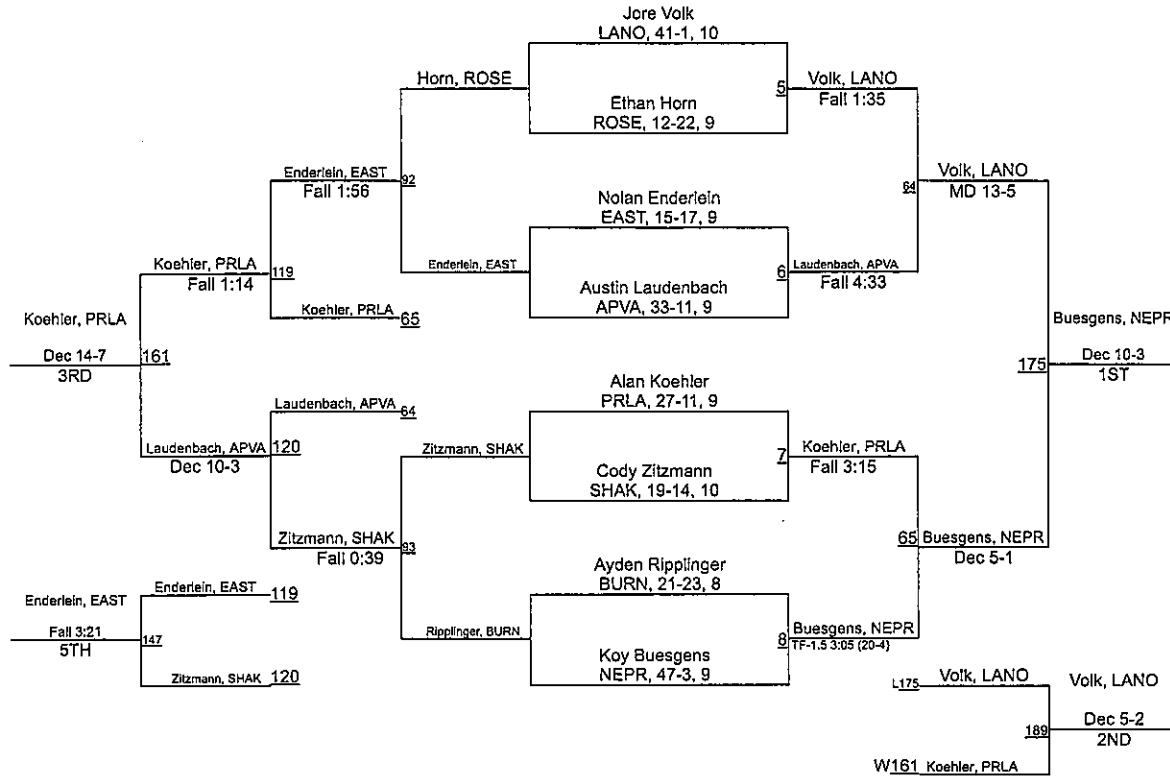 Jore Volk
LANO, 41-1, 10
Horn, ROSE
5
Volk, LANO
Fall 1:35
Ethan Horn
ROSE, 12-22, 9
Enderlein, EAST
Fall 1:56
92
64
Volk, LANO
MD 13-5
Nolan Enderlein
EAST, 15-17, 9
Koehler, PRLA
Fall 1:14
119
Enderlein, EAST
6
Laudenbach, APVA
Fall 4:33
Austin Laudenbach
APVA, 33-11, 9
Koehler, PRLA
65
Koehler, PRLA
Dec 14-7
3RD
161
175
Buesgens, NEPR
Dec 10-3
1ST
Alan Koehler
PRLA, 27-11, 9
Laudenbach, APVA
64
Laudenbach, APVA
Dec 10-3
120
Zitzmann, SHAK
7
Koehler, PRLA
Fall 3:15
Cody Zitzmann
SHAK, 19-14, 10
Zitzmann, SHAK
Fall 0:39
93
65
Buesgens, NEPR
Dec 5-1
Ayden Ripplinger
BURN, 21-23, 8
Enderlein, EAST
119
Enderlein, EAST
Fall 3:21
5TH
147
Ripplinger, BURN
8
Buesgens, NEPR
TF-1.5 3:05 (20-4)
Koy Buesgens
NEPR, 47-3, 9
Zitzmann, SHAK
120
L175
Volk, LANO
Volk, LANO
189
Dec 5-2
2ND
W161
Koehler, PRLA